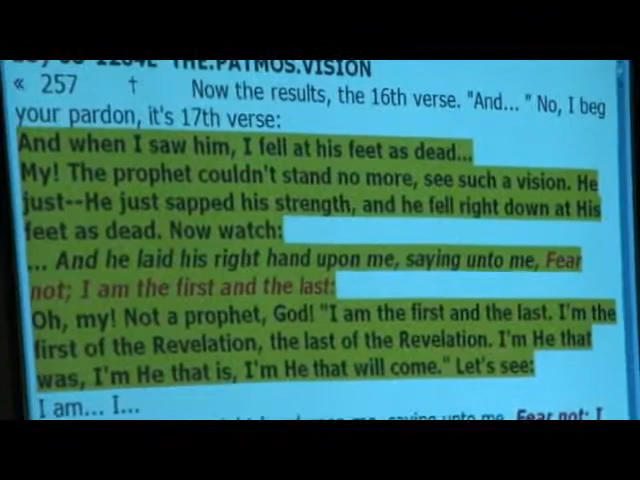 THE.PATMOS.VISION
« 257 † Now the results, the 16th verse. "And... " No, I beg
your pardon, it's 17th verse:
And when I saw him, I fell at his feet as dead...
My! The prophet couldn't stand no more, see such a vision. He
just--He just sapped his strength, and he fell right down at His
feet as dead. Now watch:
... And he laid his right hand upon me, saying unto me, Fear
not; I am the first and the last:
Oh, my! Not a prophet, God! "I am the first and the last. I'm the
first of the Revelation, the last of the Revelation. I'm He that
was, I'm He that is, I'm He that will come." Let's see:
I am... I...
saying unto me, Fear not; I